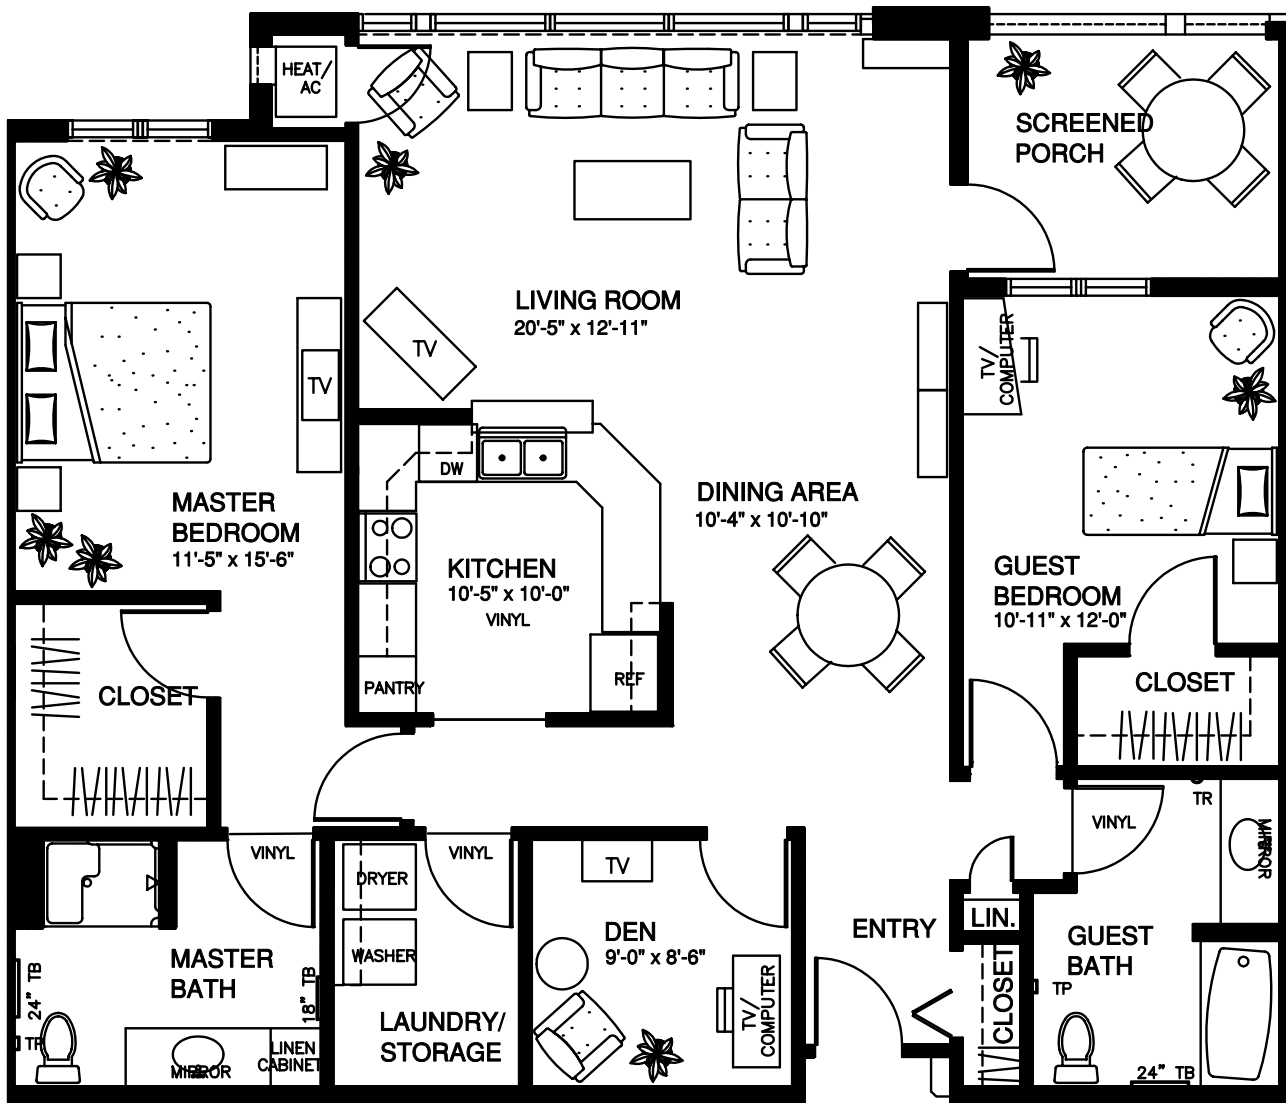 HEAT/
AC
SCREENED
PORCH
LIVING ROOM
20'-5" x 12'-11"
TV
TV
TV/
COMPUTER
MASTER
BEDROOM
11'-5" x 15'-6"
DW
DINING AREA
10'-4" x 10'-10"
KITCHEN
10'-5" x 10'-0"
VINYL
GUEST
BEDROOM
10'-11" x 12'-0"
PANTRY
REF
CLOSET
CLOSET
TR
VINYL
MIRROR
VINYL
VINYL
DRYER
WASHER
TV
DEN
9'-0" x 8'-6"
TV/
COMPUTER
ENTRY
LIN.
CLOSET
GUEST
BATH
TP
24" TB
MASTER
BATH
24" TB
TP
18" TB
MIRROR
LINEN
CABINET
LAUNDRY/
STORAGE